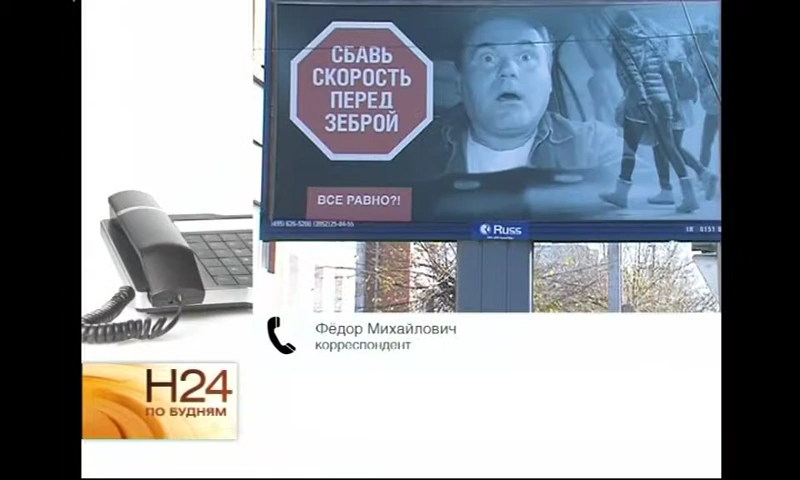 СБАВЬ
СКОРОСТЬ
ПЕРЕД
ЗЕБРОЙ
ВСЕ РАВНО?!
Russ
Фёдор Михайлович
корреспондент
Н24
ПО БУДНЯМ